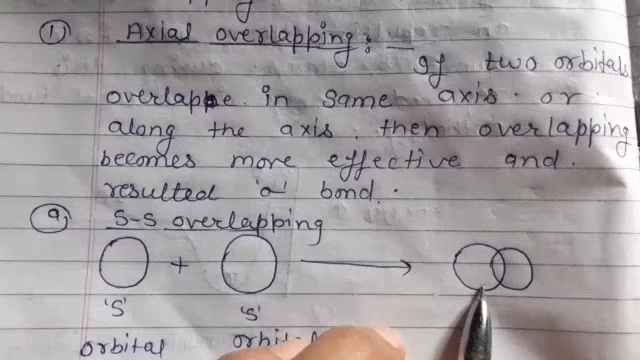 ① Axial overlapping :—
If two orbitals
overlappe in same axis or
along the axis, then overlapping
becomes more effective and
resulted 'σ' bond.
ⓐ S-S overlapping
+
's' 's'
orbital